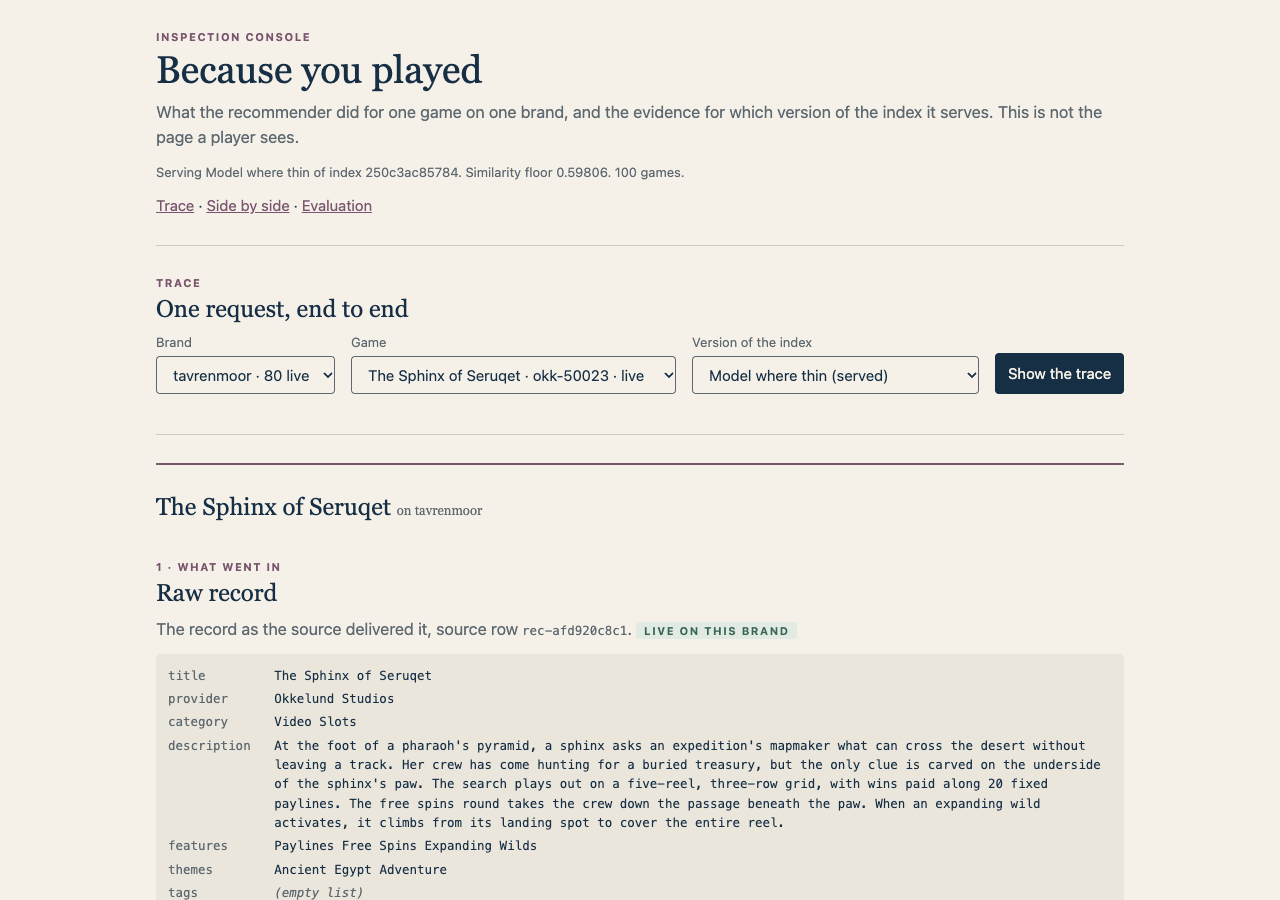 INSPECTION CONSOLE
Because you played
What the recommender did for one game on one brand, and the evidence for which version of the index it serves. This is not the
page a player sees.
Serving Model where thin of index 250c3ac85784. Similarity floor 0.59806. 100 games.
Trace · Side by side · Evaluation
TRACE
One request, end to end
Brand Game Version of the index
tavrenmoor · 80 live The Sphinx of Seruqet · okk-50023 · live Model where thin (served) Show the trace
The Sphinx of Seruqet on tavrenmoor
1 · WHAT WENT IN
Raw record
The record as the source delivered it, source row rec-afd920c8c1. LIVE ON THIS BRAND
title The Sphinx of Seruqet
provider Okkelund Studios
category Video Slots
description At the foot of a pharaoh's pyramid, a sphinx asks an expedition's mapmaker what can cross the desert without
leaving a track. Her crew has come hunting for a buried treasury, but the only clue is carved on the underside
of the sphinx's paw. The search plays out on a five-reel, three-row grid, with wins paid along 20 fixed
paylines. The free spins round takes the crew down the passage beneath the paw. When an expanding wild
activates, it climbs from its landing spot to cover the entire reel.
features Paylines Free Spins Expanding Wilds
themes Ancient Egypt Adventure
tags (empty list)